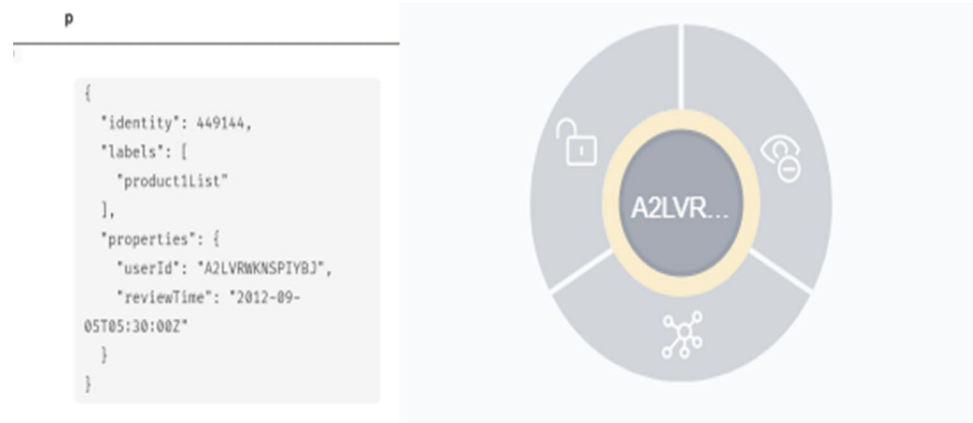 p
{
"identity": 449144,
"labels": [
"product1List"
],
"properties": {
"userId": "A2LVRWKNSPIYBJ",
"reviewTime": "2012-09-
05T05:30:00Z"
}
}
A2LVR...